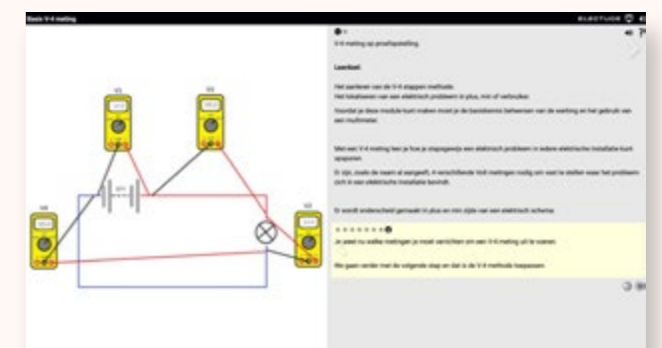 Basis V-4 meting
ELECTUDE
V-4 meting op proefopstelling
Leerdoel:
Het aanleren van de V-4 stappen methode.
Het lokaliseren van een elektrisch probleem in plus, min of verbruiker.
Voordat je deze module kunt maken moet je de basiskennis beheersen van de werking en het gebruik van
een multimeter.
Met een V-4 meting leer je hoe je stapsgewijs een elektrisch probleem in iedere elektrische installatie kunt
opsporen.
Er zijn, zoals de naam al aangeeft, 4 verschillende Volt metingen nodig om vast te stellen waar het probleem
zich in een elektrische installatie bevindt.
Er wordt onderscheid gemaakt in plus en min zijde van een elektrisch schema.
Je weet nu welke metingen je moet verrichten om een V-4 meting uit te voeren.
We gaan verder met de volgende stap en dat is de V-4 methode toepassen.
V1
V3
V4
V2